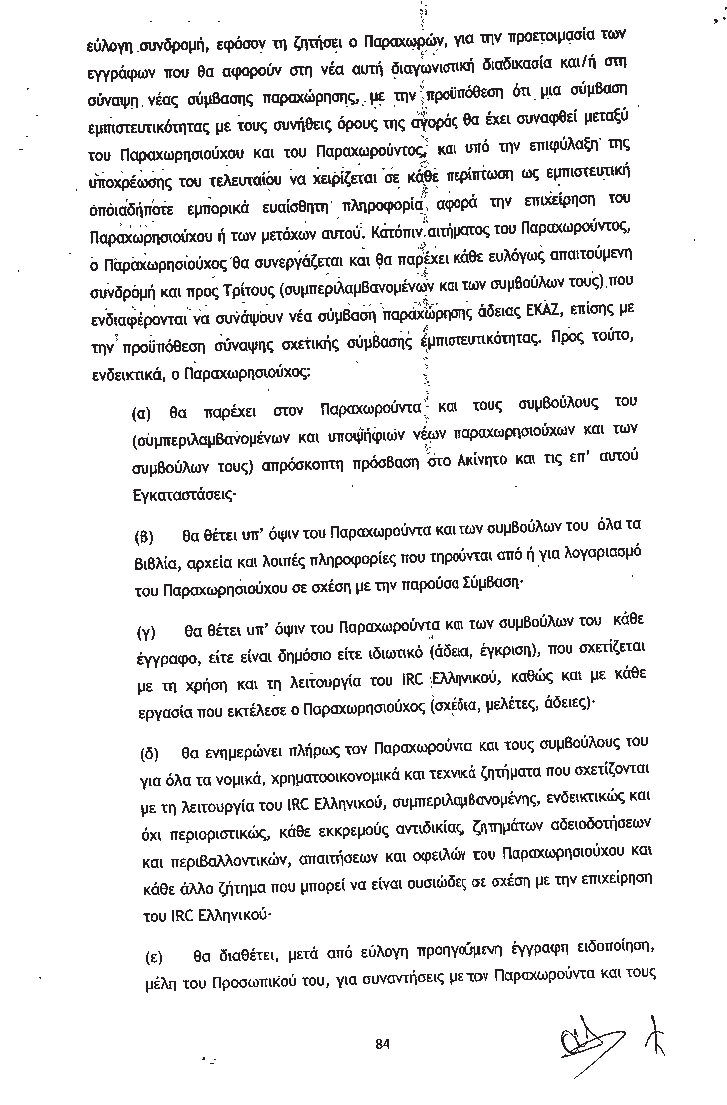 εύλογη συνδρομή, εφόσον τη ζητήσει ο Παραχωρών, για την προετοιμασία των
εγγράφων που θα αφορούν στη νέα αυτή διαγωνιστική διαδικασία και/ή στη
σύναψη νέας σύμβασης παραχώρησης, με την προϋπόθεση ότι μια σύμβαση
εμπιστευτικότητας με τους συνήθεις όρους της αγοράς θα έχει συναφθεί μεταξύ
του Παραχωρησιούχου και του Παραχωρούντος, και υπό την επιφύλαξη της
υποχρέωσης του τελευταίου να χειρίζεται σε κάθε περίπτωση ως εμπιστευτική
οποιαδήποτε εμπορικά ευαίσθητη πληροφορία, αφορά την επιχείρηση του
Παραχωρησιούχου ή των μετόχων αυτού. Κατόπιν αιτήματος του Παραχωρούντος,
ο Παραχωρησιούχος θα συνεργάζεται και θα παρέχει κάθε ευλόγως απαιτούμενη
συνδρομή και προς Τρίτους (συμπεριλαμβανομένων και των συμβούλων τους) που
ενδιαφέρονται να συνάψουν νέα σύμβαση παραχώρησης άδειας ΕΚΑΖ, επίσης με
την προϋπόθεση σύναψης σχετικής σύμβασης εμπιστευτικότητας. Προς τούτο,
ενδεικτικά, ο Παραχωρησιούχος:
(α) θα παρέχει στον Παραχωρούντα και τους συμβούλους του
(συμπεριλαμβανομένων και υποψήφιων νέων παραχωρησιούχων και των
συμβούλων τους) απρόσκοπτη πρόσβαση στο Ακίνητο και τις επ' αυτού
Εγκαταστάσεις·
(β) θα θέτει υπ' όψιν του Παραχωρούντα και των συμβούλων του όλα τα
βιβλία, αρχεία και λοιπές πληροφορίες που τηρούνται από ή για λογαριασμό
του Παραχωρησιούχου σε σχέση με την παρούσα Σύμβαση·
(γ) θα θέτει υπ' όψιν του Παραχωρούντα και των συμβούλων του κάθε
έγγραφο, είτε είναι δημόσιο είτε ιδιωτικό (άδεια, έγκριση), που σχετίζεται
με τη χρήση και τη λειτουργία του IRC Ελληνικού, καθώς και με κάθε
εργασία που εκτέλεσε ο Παραχωρησιούχος (σχέδια, μελέτες, άδειες)·
(δ) θα ενημερώνει πλήρως τον Παραχωρούντα και τους συμβούλους του
για όλα τα νομικά, χρηματοοικονομικά και τεχνικά ζητήματα που σχετίζονται
με τη λειτουργία του IRC Ελληνικού, συμπεριλαμβανομένης, ενδεικτικώς και
όχι περιοριστικώς, κάθε εκκρεμούς αντιδικίας, ζητημάτων αδειοδοτήσεων
και περιβαλλοντικών, απαιτήσεων και οφειλών του Παραχωρησιούχου και
κάθε άλλο ζήτημα που μπορεί να είναι ουσιώδες σε σχέση με την επιχείρηση
του IRC Ελληνικού·
(ε) θα διαθέτει, μετά από εύλογη προηγούμενη έγγραφη ειδοποίηση,
μέλη του Προσωπικού του, για συναντήσεις με τον Παραχωρούντα και τους
84